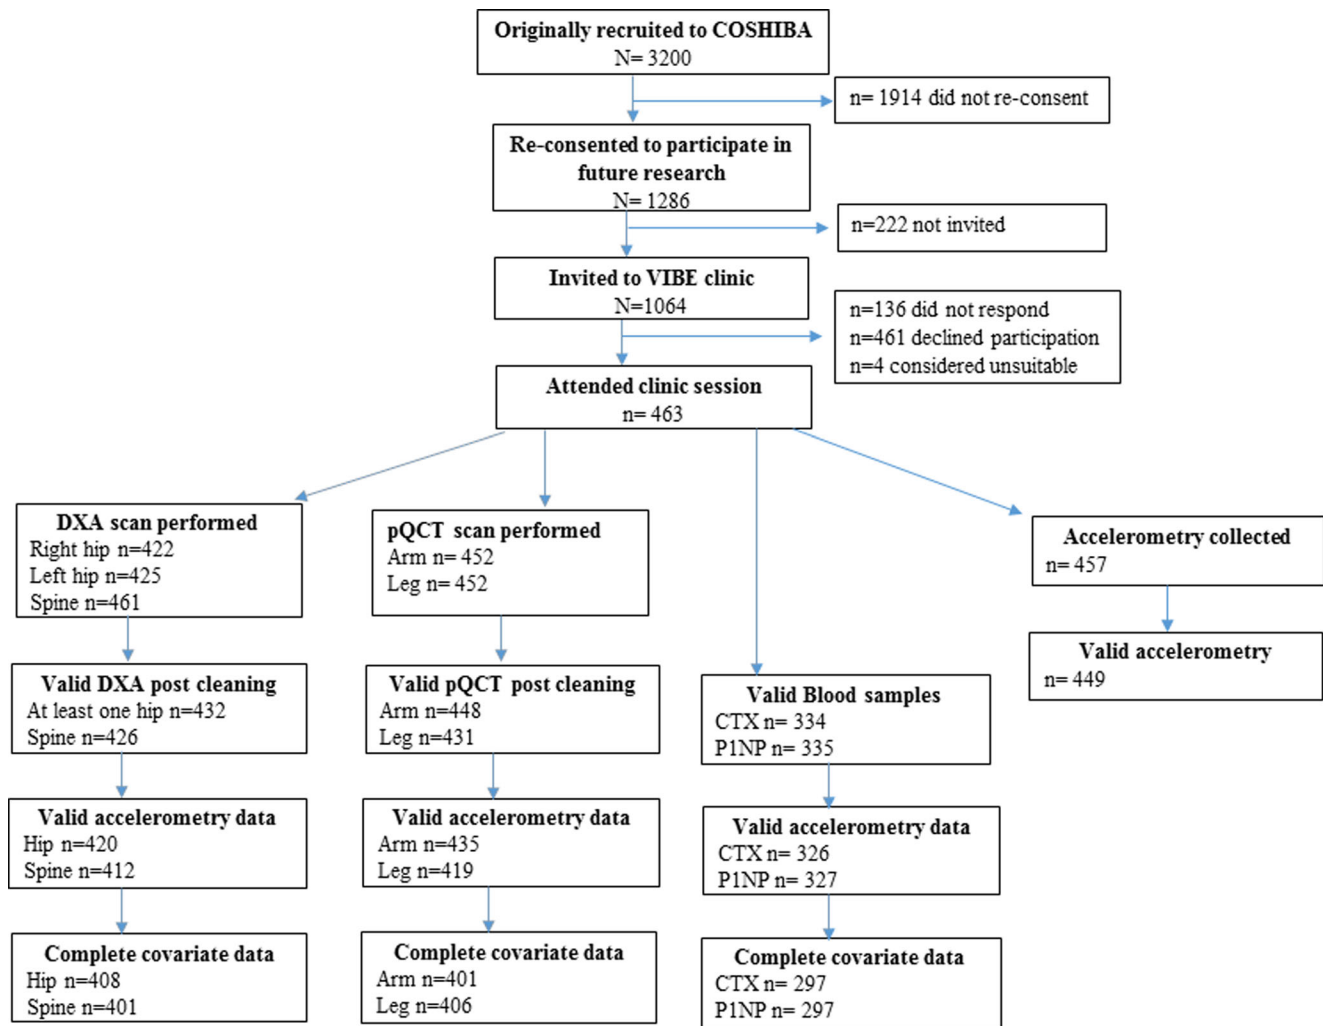 Originally recruited to COSHIBA
N= 3200
n= 1914 did not re-consent
Re-consented to participate in
future research
N= 1286
n=222 not invited
Invited to VIBE clinic
N=1064
n=136 did not respond
n=461 declined participation
n=4 considered unsuitable
Attended clinic session
n= 463
DXA scan performed
Right hip n=422
Left hip n=425
Spine n=461
pQCT scan performed
Arm n= 452
Leg n= 452
Accelerometry collected
n= 457
Valid DXA post cleaning
At least one hip n=432
Spine n=426
Valid pQCT post cleaning
Arm n=448
Leg n=431
Valid Blood samples
CTX n= 334
P1NP n= 335
Valid accelerometry
n= 449
Valid accelerometry data
Hip n=420
Spine n=412
Valid accelerometry data
Arm n=435
Leg n=419
Valid accelerometry data
CTX n= 326
P1NP n= 327
Complete covariate data
Hip n=408
Spine n=401
Complete covariate data
Arm n=401
Leg n=406
Complete covariate data
CTX n= 297
P1NP n= 297